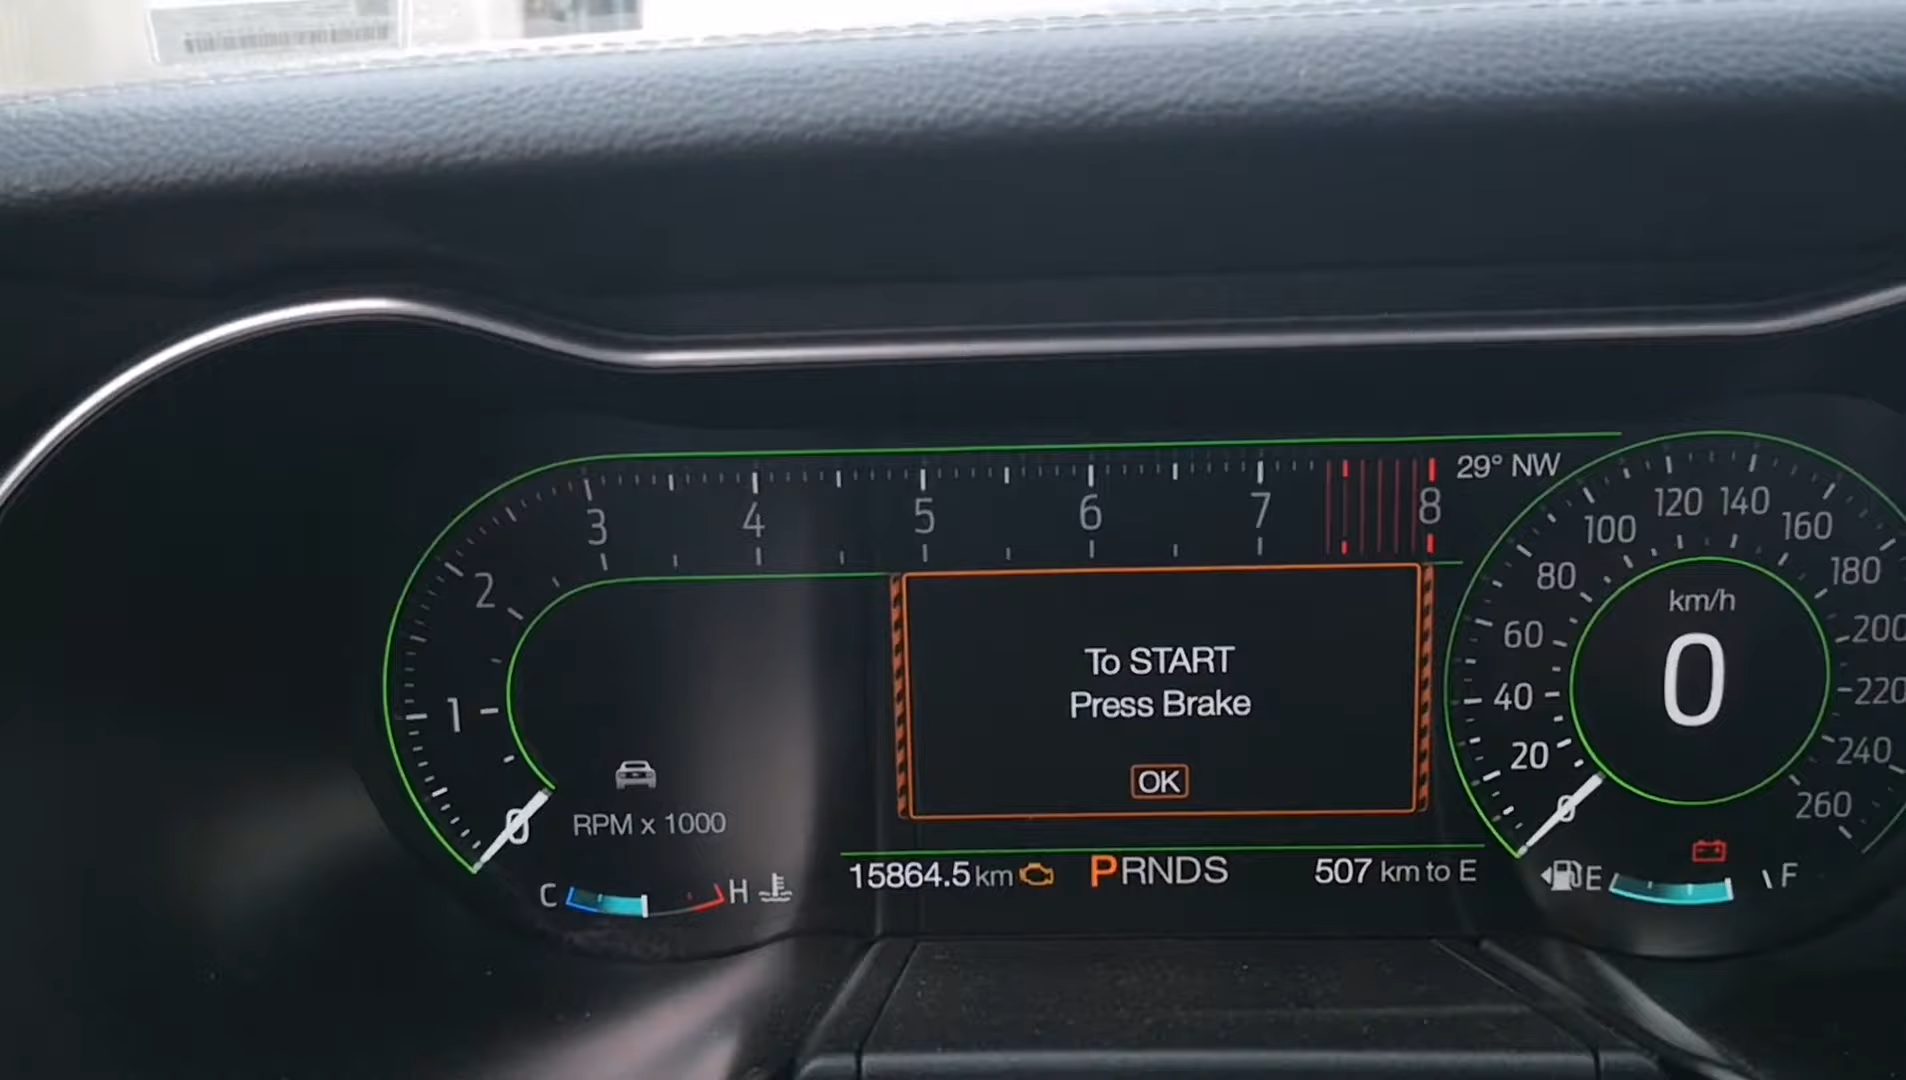 3 4 5 6 7 8
29° NW
2
1
0
RPM x 1000
C H
To START
Press Brake
OK
15864.5 km PRNDS 507 km to E
0 20 40 60 80 100 120 140 160 180 200 220 240 260
km/h
0
E F